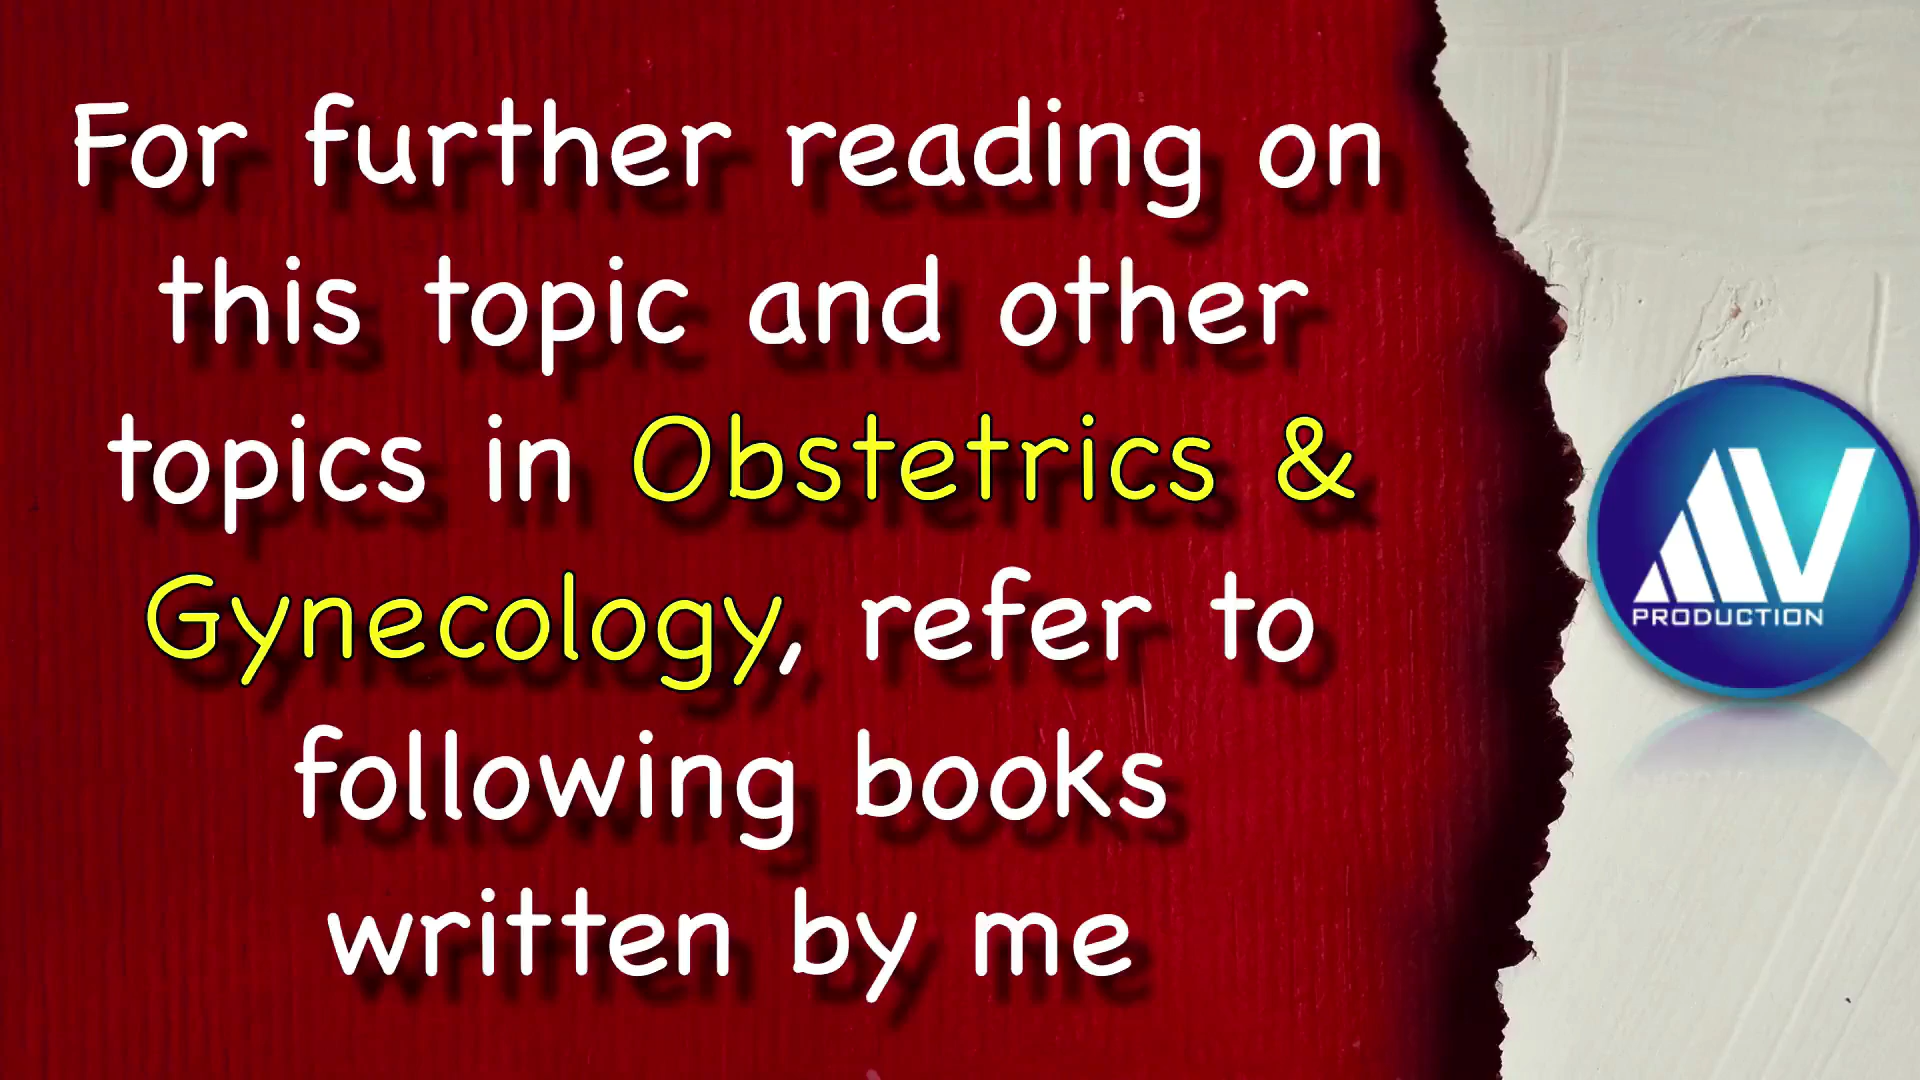 For further reading on
this topic and other
topics in Obstetrics &
Gynecology, refer to
following books
written by me
AV
PRODUCTION